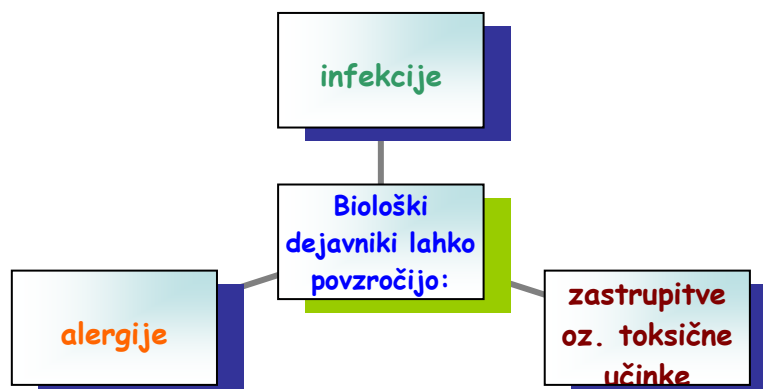 infekcije
Biološki
dejavniki lahko
povzročijo:
alergije
zastrupitve
oz. toksične
učinke